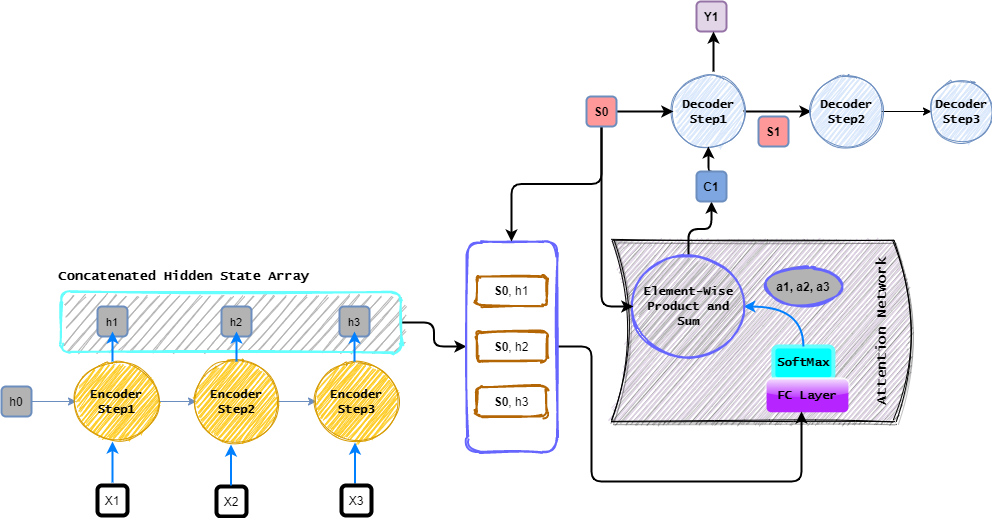 Y1
S0
Decoder
Step1
S1
Decoder
Step2
Decoder
Step3
C1
Concatenated Hidden State Array
h1
h2
h3
h0
Encoder
Step1
Encoder
Step2
Encoder
Step3
X1
X2
X3
S0, h1
S0, h2
S0, h3
Element-Wise
Product and
Sum
a1, a2, a3
SoftMax
FC Layer
Attention Network